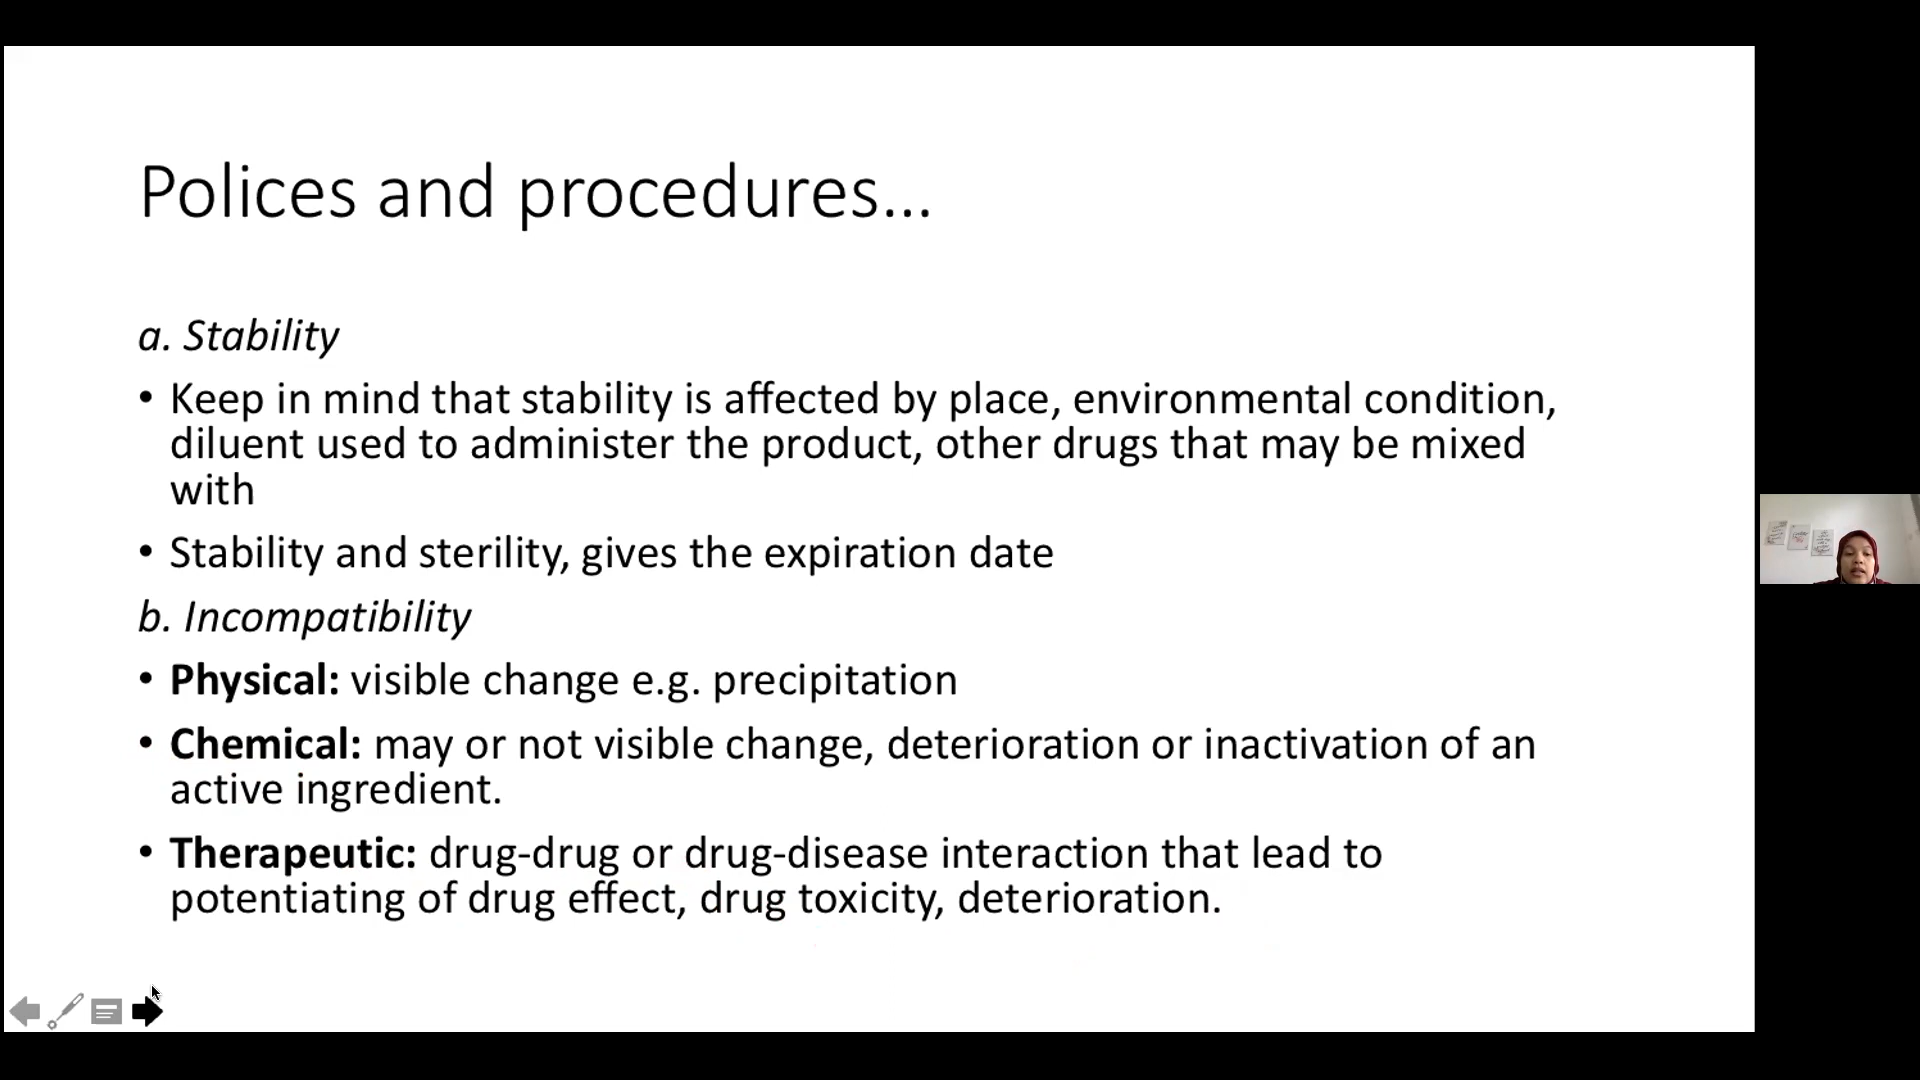 Polices and procedures…
a. Stability
• Keep in mind that stability is affected by place, environmental condition,
diluent used to administer the product, other drugs that may be mixed
with
• Stability and sterility, gives the expiration date
b. Incompatibility
• Physical: visible change e.g. precipitation
• Chemical: may or not visible change, deterioration or inactivation of an
active ingredient.
• Therapeutic: drug-drug or drug-disease interaction that lead to
potentiating of drug effect, drug toxicity, deterioration.